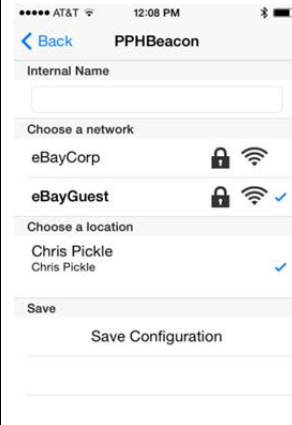 AT&T 12:08 PM
Back PPHBeacon
Internal Name
Choose a network
eBayCorp
eBayGuest
Choose a location
Chris Pickle
Chris Pickle
Save
Save Configuration